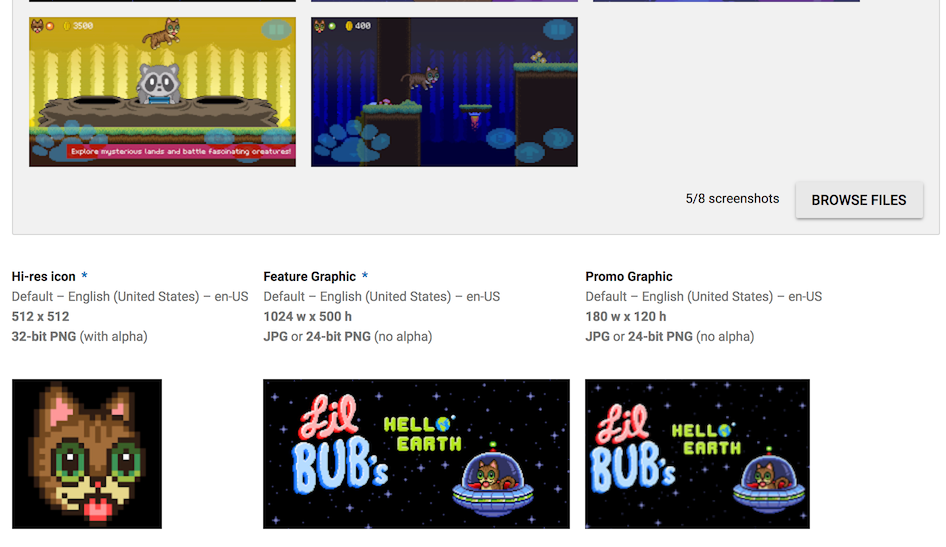 3500
400
Explore mysterious lands and battle fascinating creatures!
5/8 screenshots
BROWSE FILES
Hi-res icon *
Default – English (United States) – en-US
512 x 512
32-bit PNG (with alpha)
Feature Graphic *
Default – English (United States) – en-US
1024 w x 500 h
JPG or 24-bit PNG (no alpha)
Promo Graphic
Default – English (United States) – en-US
180 w x 120 h
JPG or 24-bit PNG (no alpha)
Lil
BUB's
HELLO
EARTH
Lil
BUB's
HELLO
EARTH